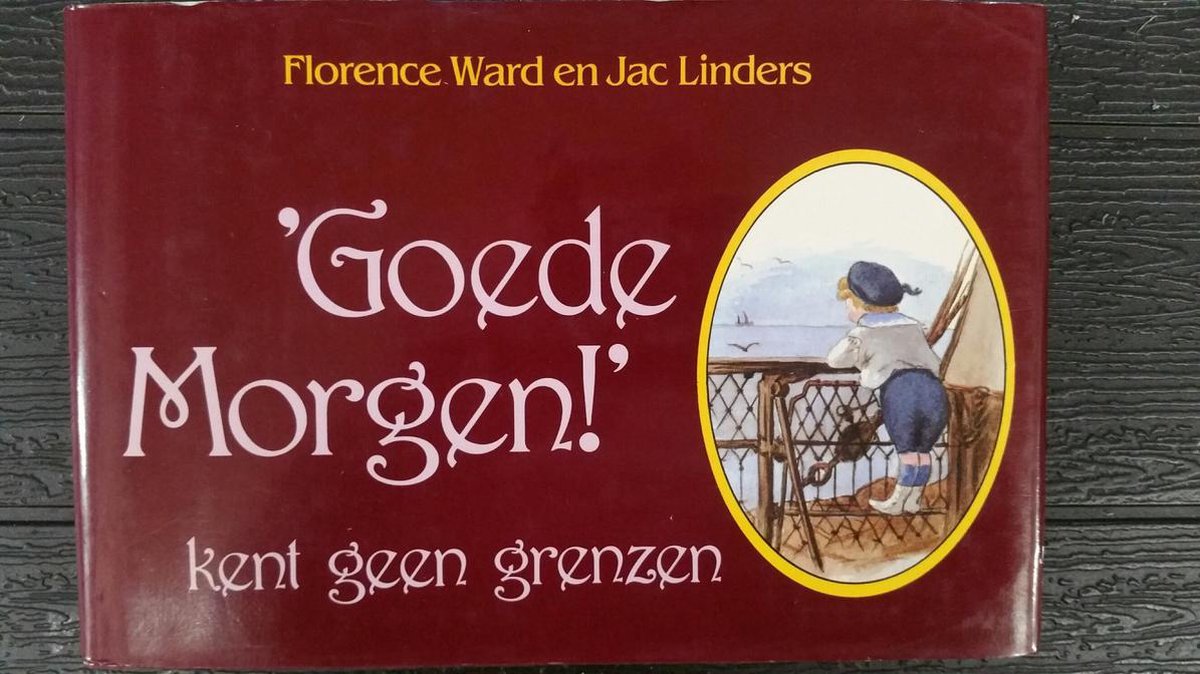 Florence Ward en Jac Linders
'Goede
Morgen!'
kent geen grenzen